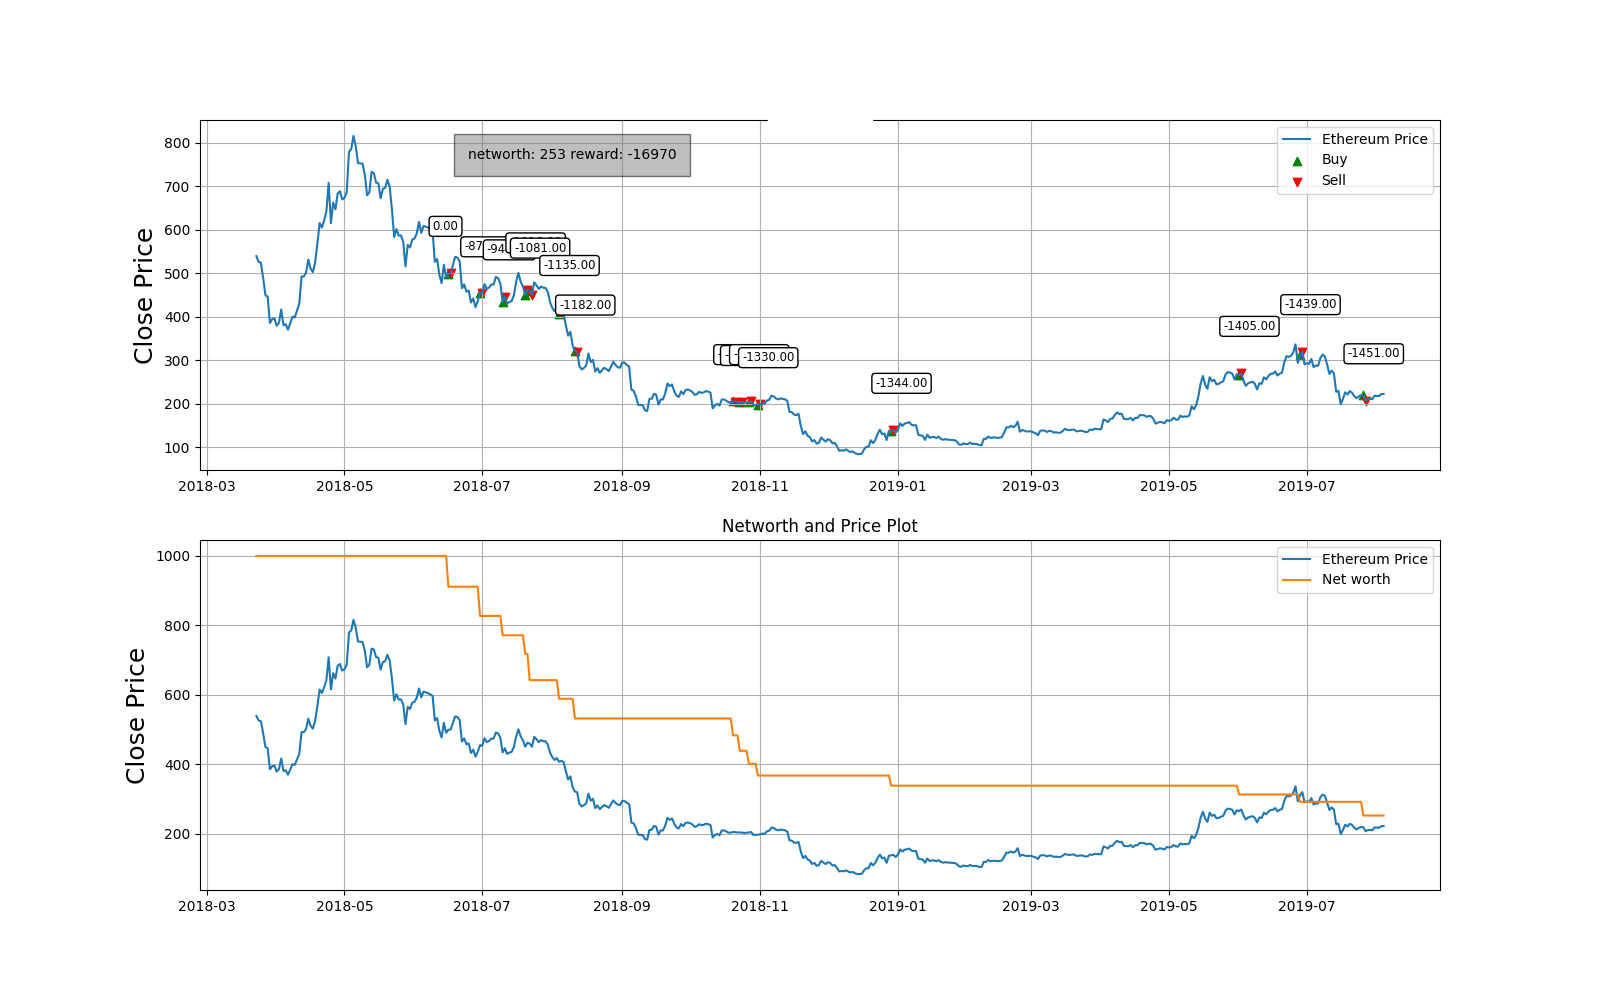 Close Price
800
700
600
500
400
300
200
100
networth: 253 reward: -16970
Ethereum Price
Buy
Sell
0.00
-1081.00
-1135.00
-1182.00
-1330.00
-1344.00
-1405.00
-1439.00
-1451.00
2018-03 2018-05 2018-07 2018-09 2018-11 2019-01 2019-03 2019-05 2019-07
Networth and Price Plot
Close Price
1000
800
600
400
200
Ethereum Price
Net worth
2018-03 2018-05 2018-07 2018-09 2018-11 2019-01 2019-03 2019-05 2019-07